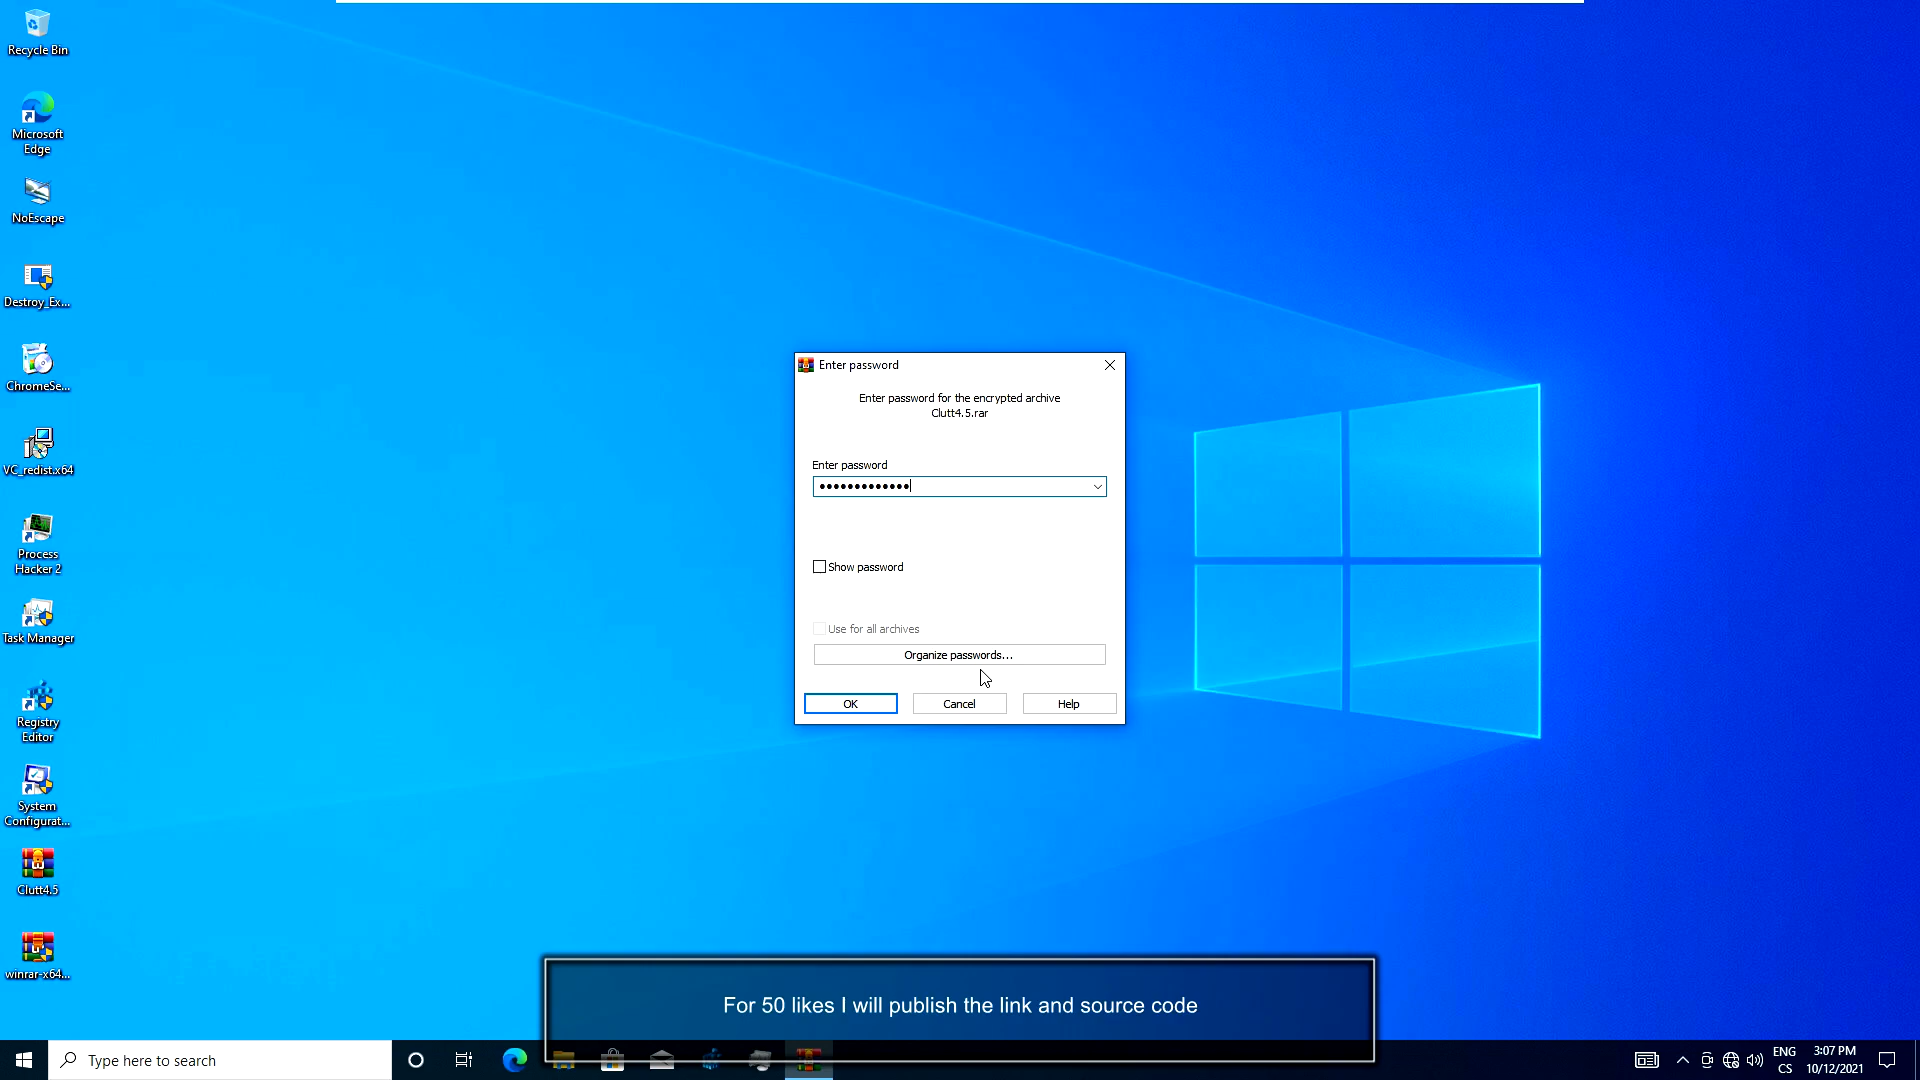 Recycle Bin
Microsoft
Edge
NoEscape
Destroy_Ex...
ChromeSe...
VC_redist.x64
Process
Hacker 2
Task Manager
Registry
Editor
System
Configurat...
Clutt4.5
winrar-x64...
Enter password
Enter password for the encrypted archive
Clutt4.5.rar
Enter password
•••••••••••••
Show password
Use for all archives
Organize passwords...
OK
Cancel
Help
For 50 likes I will publish the link and source code
Type here to search
ENG
CS
3:07 PM
10/12/2021